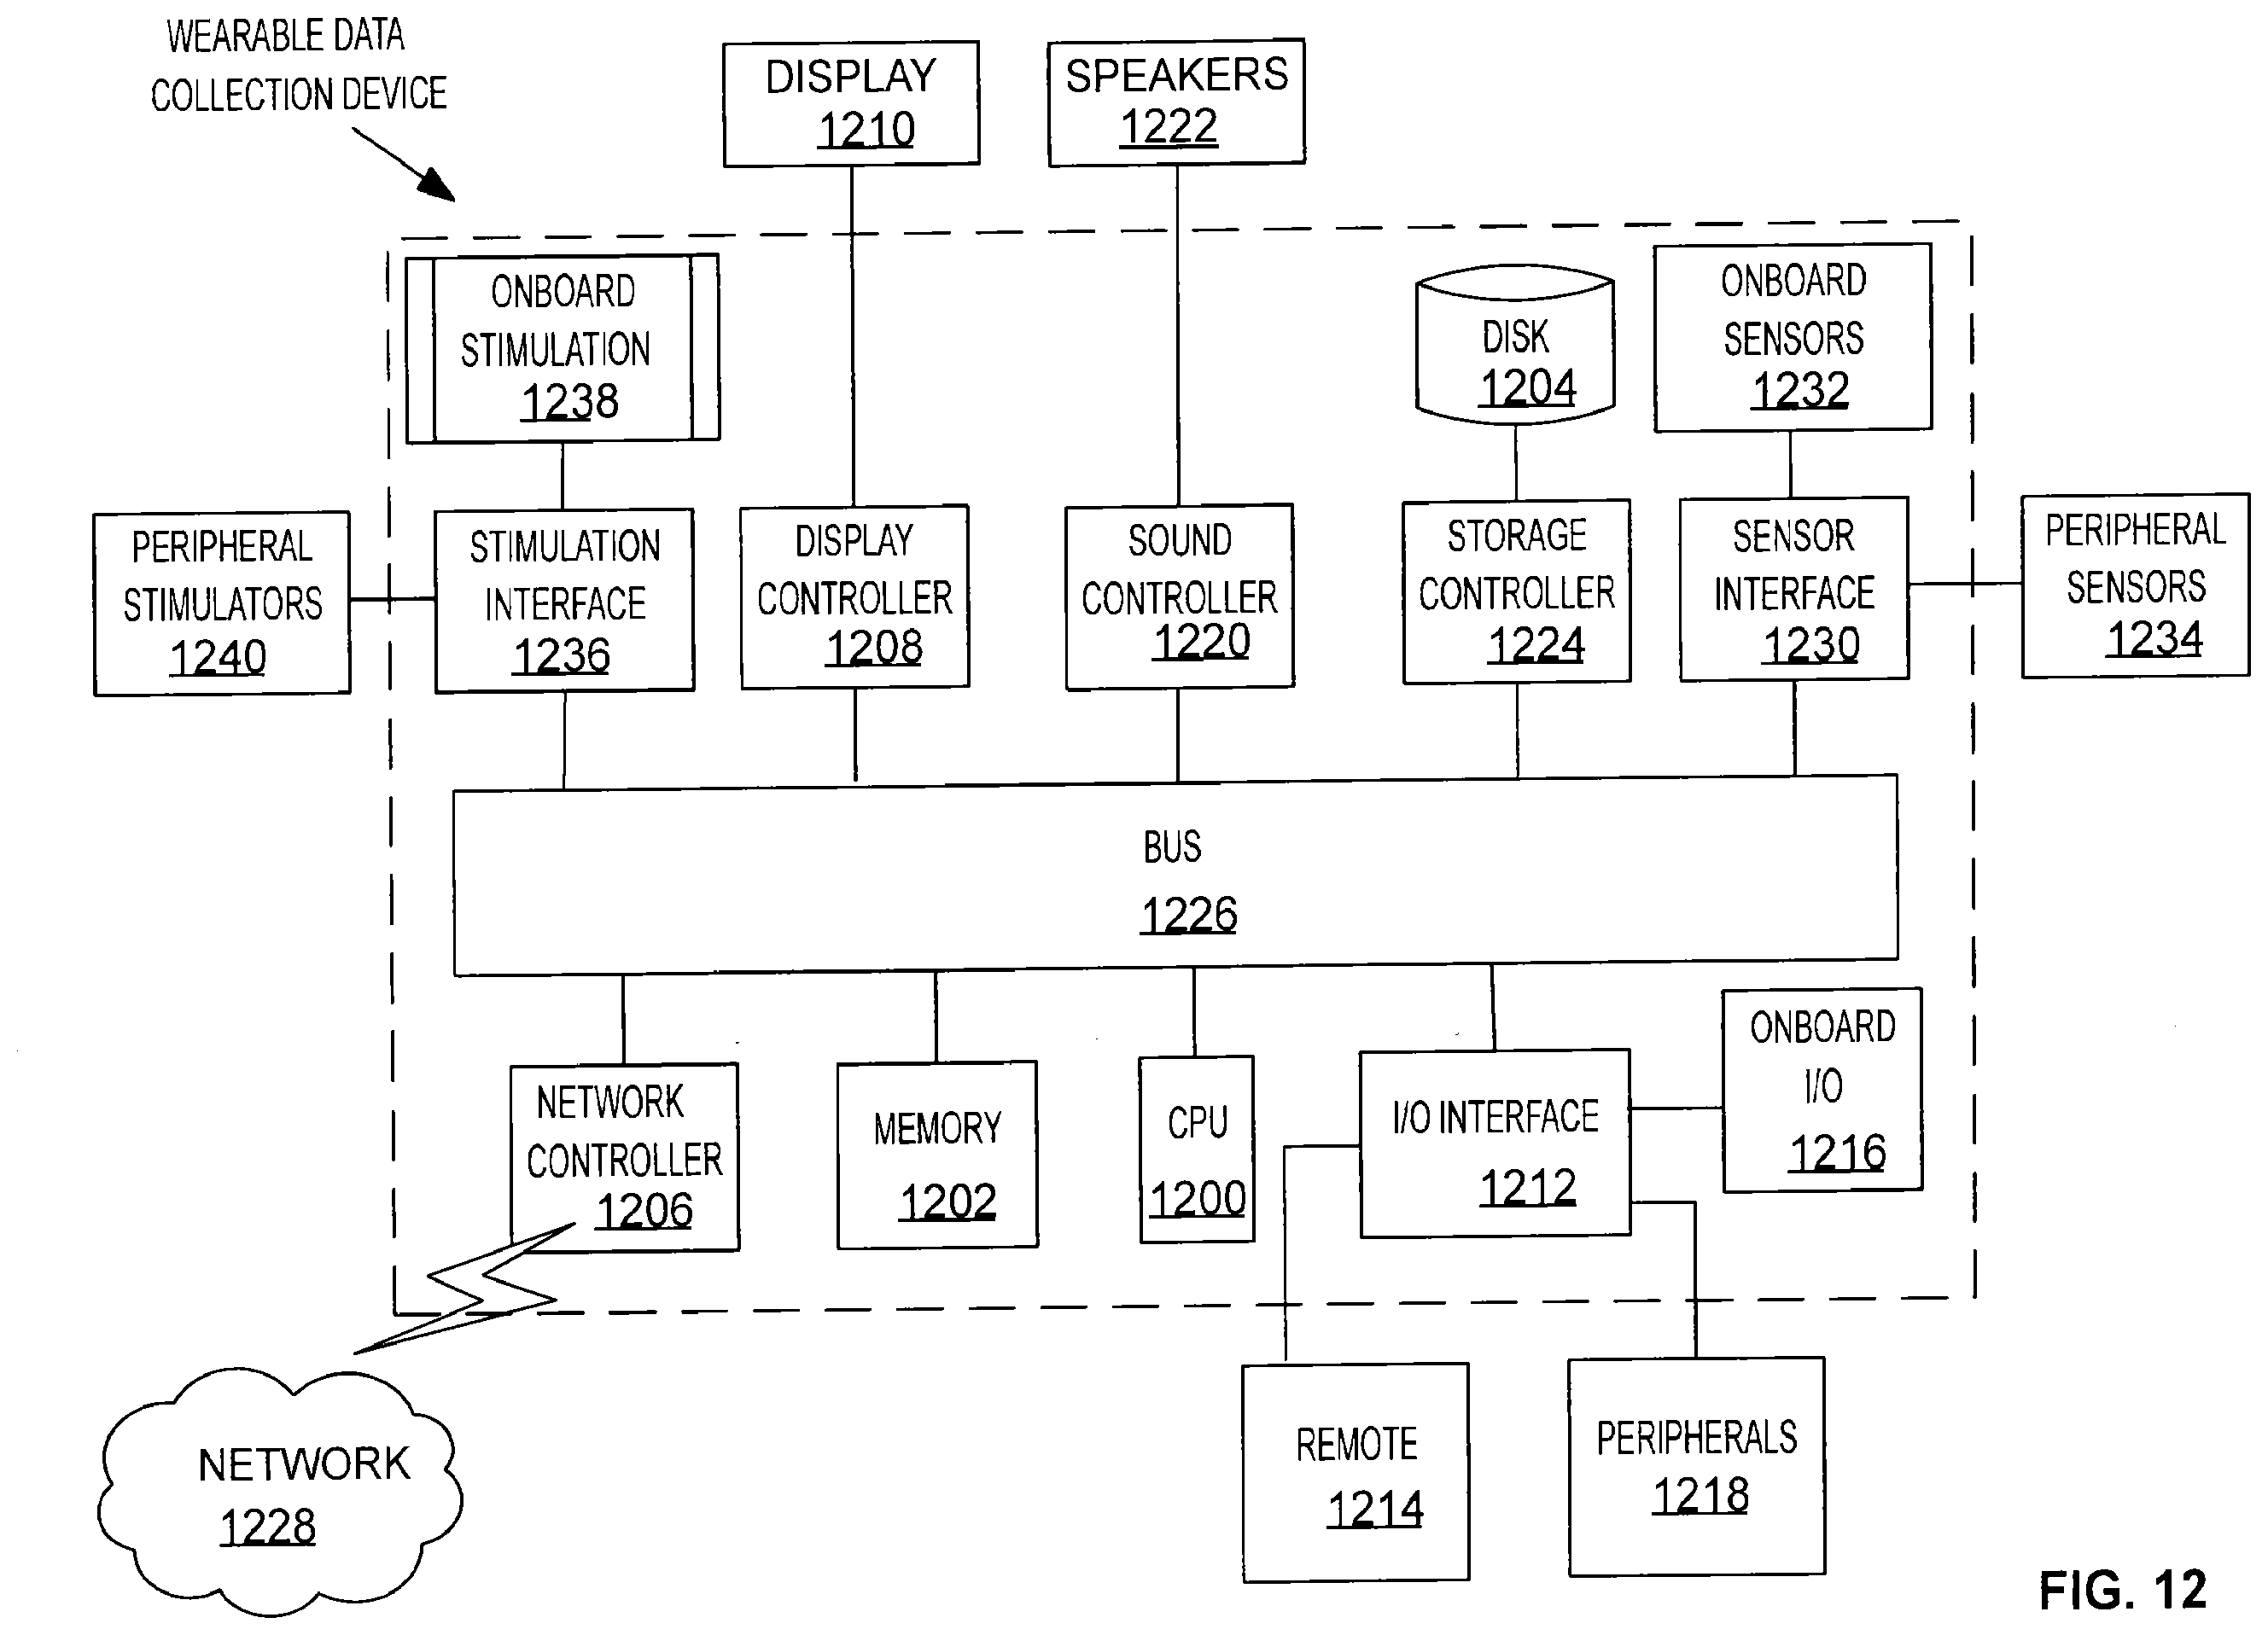 WEARABLE DATA
COLLECTION DEVICE
DISPLAY
1210
SPEAKERS
1222
ONBOARD
STIMULATION
1238
DISK
1204
ONBOARD
SENSORS
1232
PERIPHERAL
STIMULATORS
1240
STIMULATION
INTERFACE
1236
DISPLAY
CONTROLLER
1208
SOUND
CONTROLLER
1220
STORAGE
CONTROLLER
1224
SENSOR
INTERFACE
1230
PERIPHERAL
SENSORS
1234
BUS
1226
NETWORK
CONTROLLER
1206
MEMORY
1202
CPU
1200
I/O INTERFACE
1212
ONBOARD
I/O
1216
NETWORK
1228
REMOTE
1214
PERIPHERALS
1218
FIG. 12